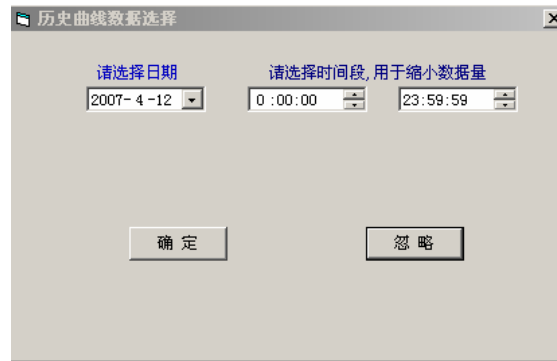 历史曲线数据选择
请选择日期 请选择时间段,用于缩小数据量
2007- 4 -12 0 :00:00 23:59:59
确 定 忽 略